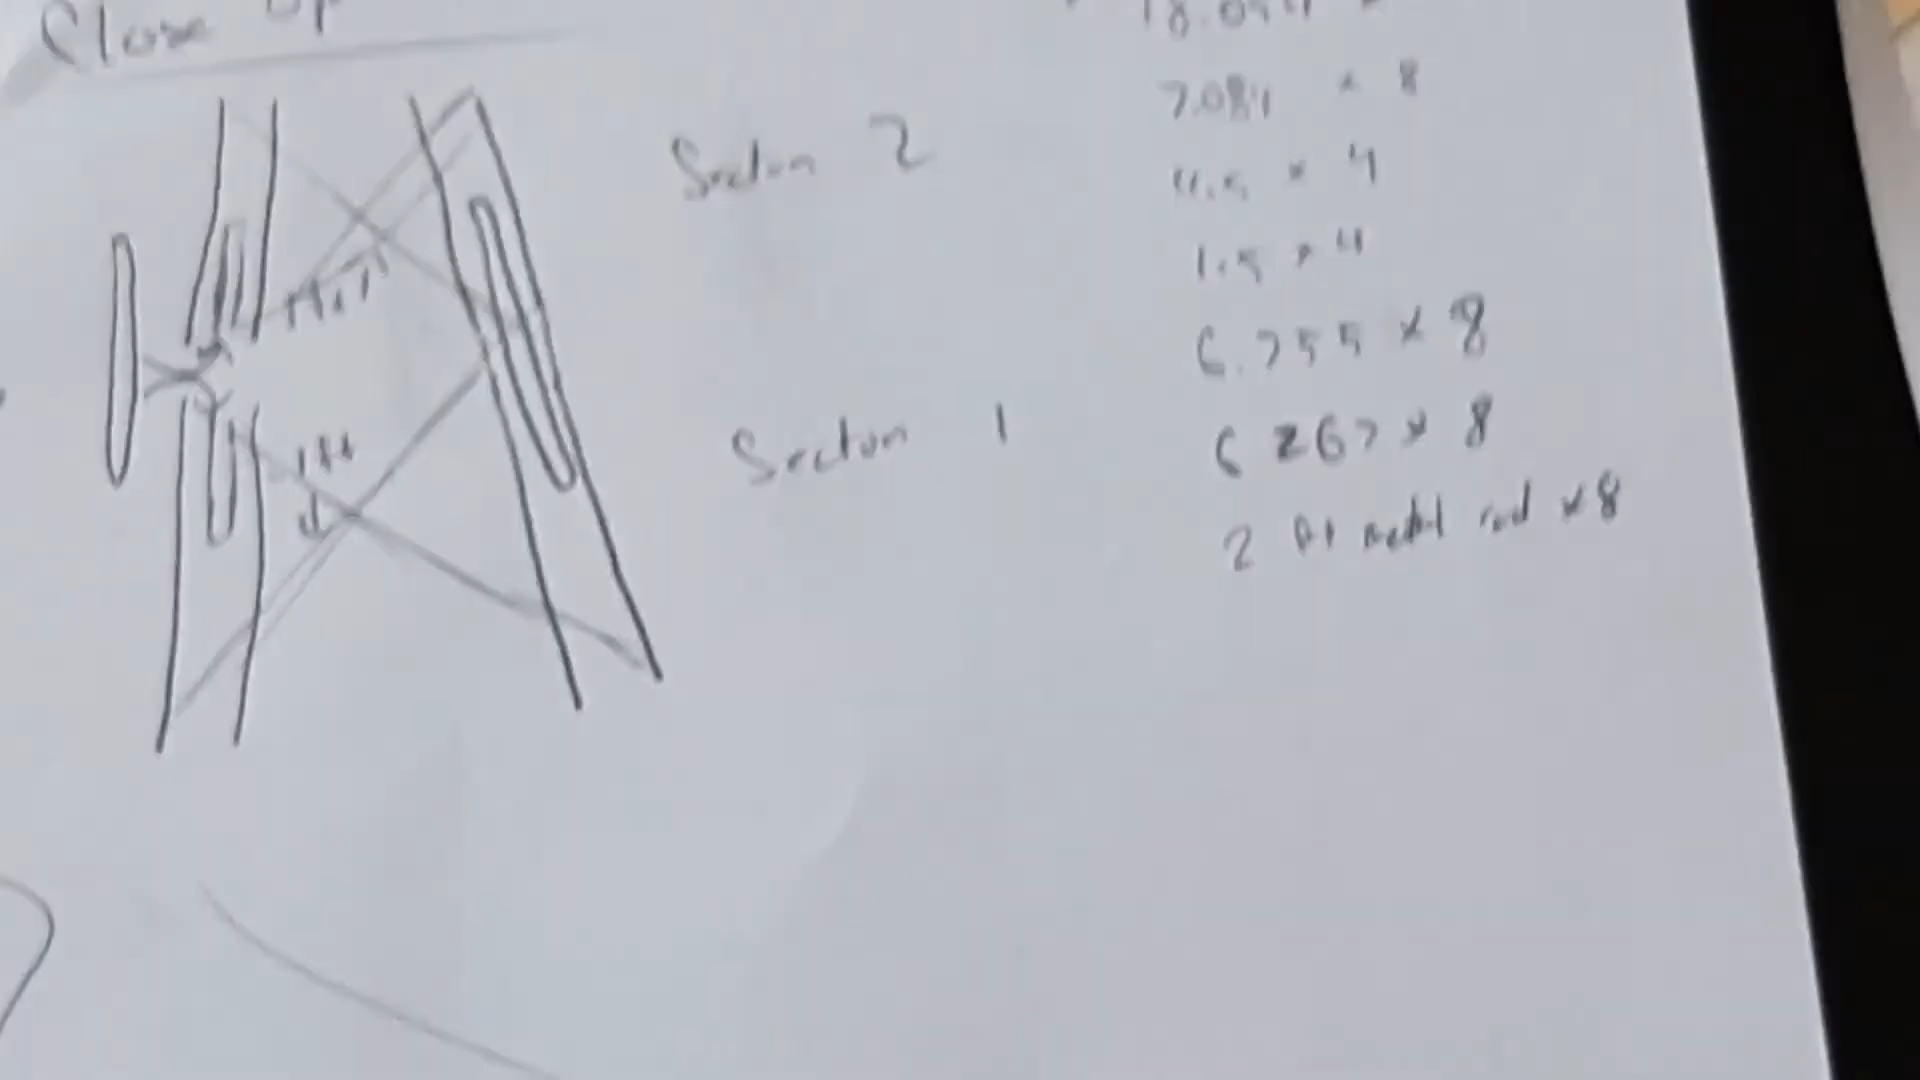 Close Up
Section 2
Section 1
1ft
7.084 × 8
4.5 × 4
1.5 × 4
6.755 × 8
6 267 × 8
2 ft metal rod × 8